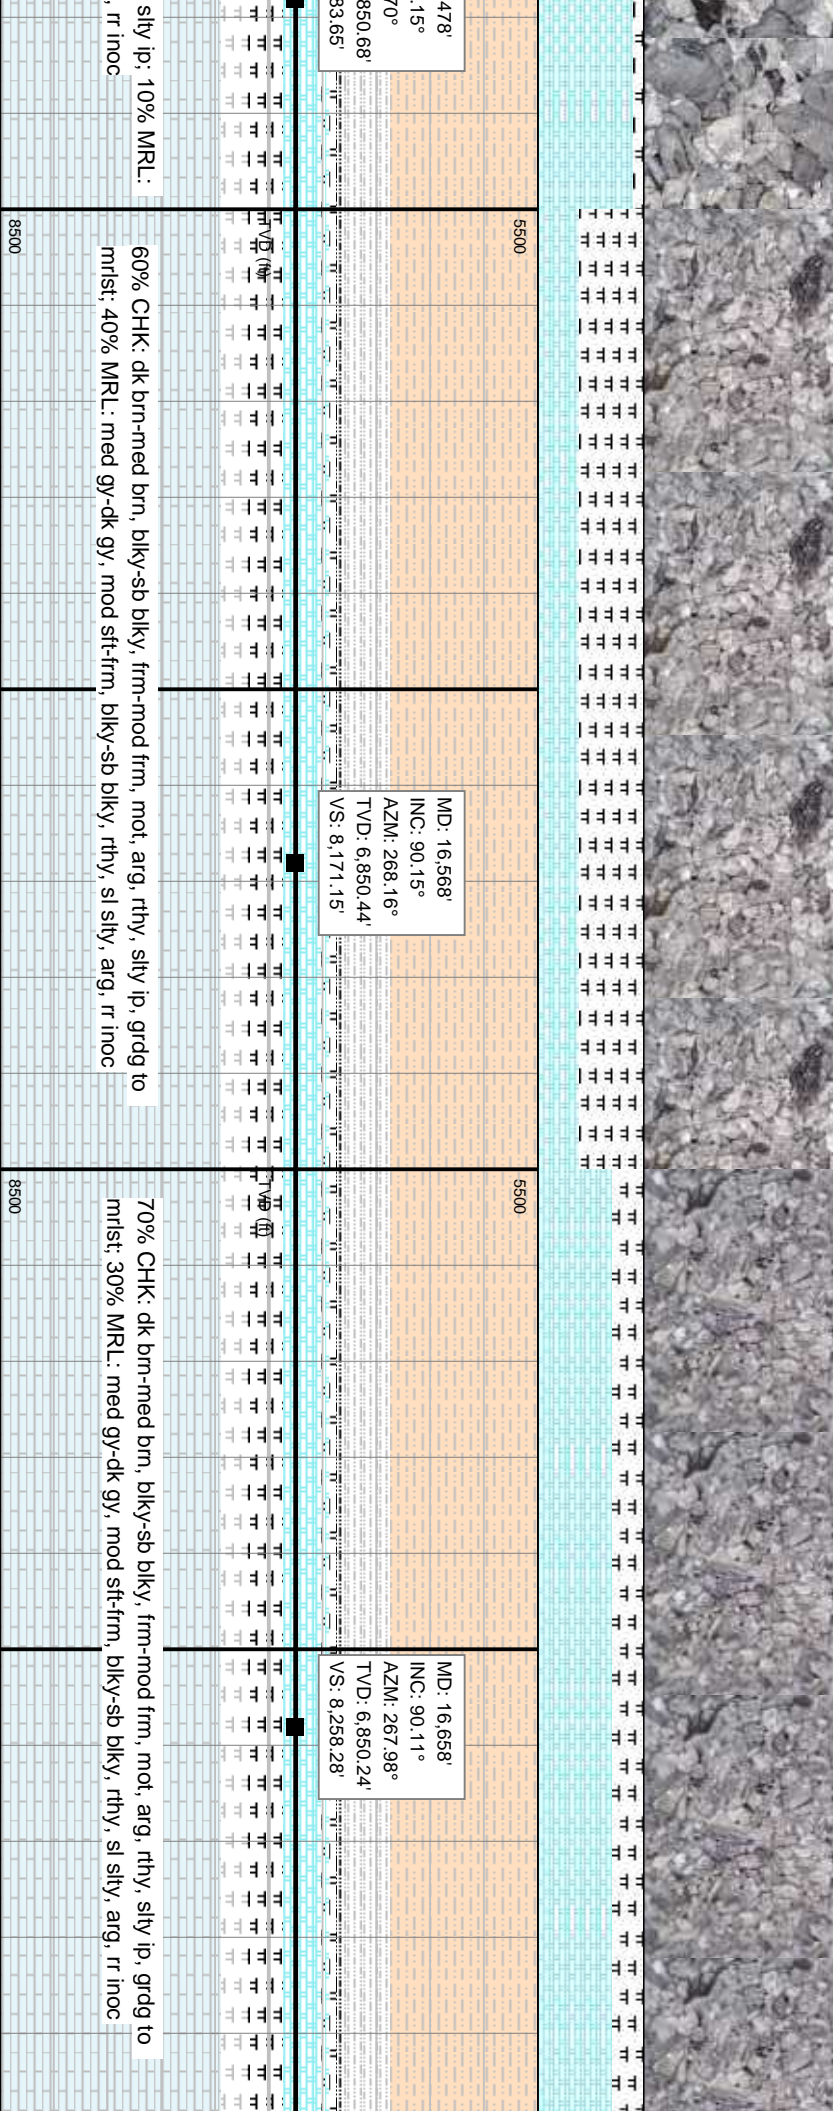 478'
.15°
70°
850.68'
83.65'
slty ip; 10% MRL:
, rr inoc
5500
TVD (ft)
8500
60% CHK: dk brn-med brn, blky-sb blky, frm-mod frm, mot, arg, rthy, slty ip, grdg to
mrlst; 40% MRL: med gy-dk gy, mod sft-frm, blky-sb blky, rthy, sl slty, arg, rr inoc
MD: 16,568'
INC: 90.15°
AZM: 268.16°
TVD: 6,850.44'
VS: 8,171.15'
5500
TVD (ft)
8500
70% CHK: dk brn-med brn, blky-sb blky, frm-mod frm, mot, arg, rthy, slty ip, grdg to
mrlst; 30% MRL: med gy-dk gy, mod sft-frm, blky-sb blky, rthy, sl slty, arg, rr inoc
MD: 16,658'
INC: 90.11°
AZM: 267.98°
TVD: 6,850.24'
VS: 8,258.28'